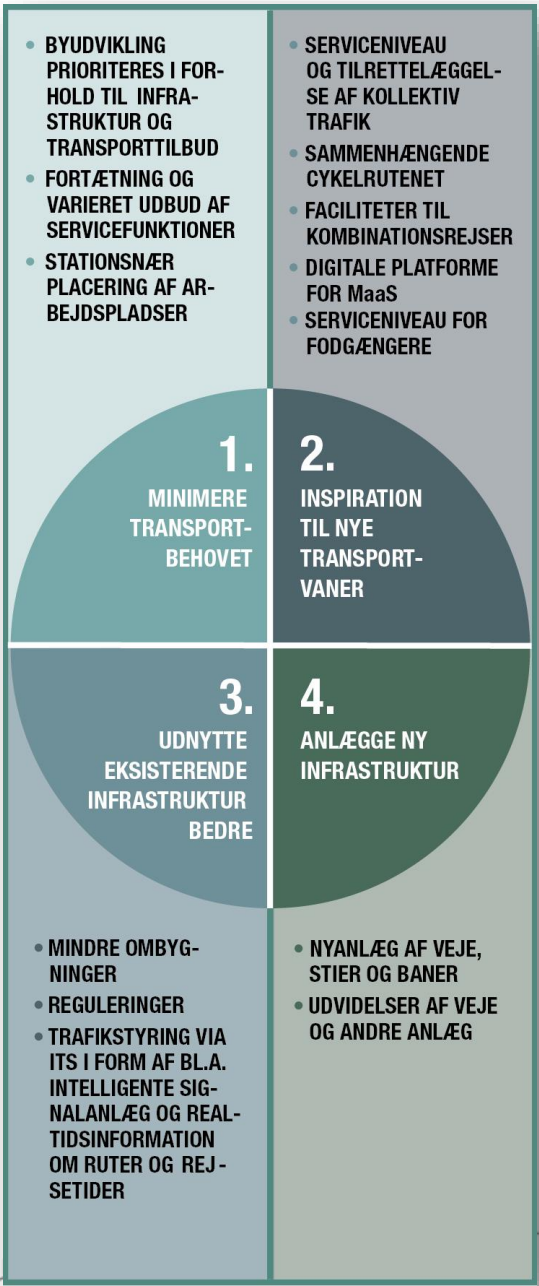 BYUDVIKLING
PRIORITERES I FOR-
HOLD TIL INFRA-
STRUKTUR OG
TRANSPORTTILBUD
FORTÆTNING OG
VARIERET UDBUD AF
SERVICEFUNKTIONER
STATIONSNÆR
PLACERING AF AR-
BEJDSPLADSER
SERVICENIVEAU
OG TILRETTELÆGGEL-
SE AF KOLLEKTIV
TRAFIK
SAMMENHÆNGENDE
CYKELRUTENET
FACILITETER TIL
KOMBINATIONSREJSER
DIGITALE PLATFORME
FOR MaaS
SERVICENIVEAU FOR
FODGÆNGERE
1.
MINIMERE
TRANSPORT-
BEHOVET
2.
INSPIRATION
TIL NYE
TRANSPORT-
VANER
3.
UDNYTTE
EKSISTERENDE
INFRASTRUKTUR
BEDRE
4.
ANLÆGGE NY
INFRASTRUKTUR
MINDRE OMBYG-
NINGER
REGULERINGER
TRAFIKSTYRING VIA
ITS I FORM AF BL.A.
INTELLIGENTE SIG-
NALANLÆG OG REAL-
TIDSINFORMATION
OM RUTER OG REJ-
SETIDER
NYANLÆG AF VEJE,
STIER OG BANER
UDVIDELSER AF VEJE
OG ANDRE ANLÆG